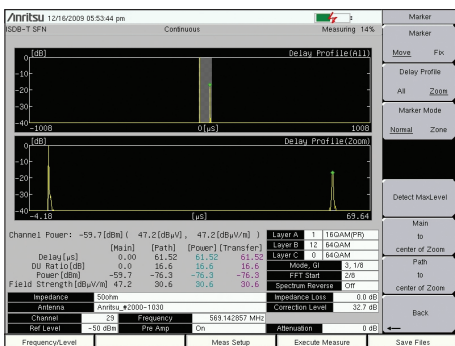 Anritsu 12/16/2009 05:53:44 pm
ISDB-T SFN Continuous Measuring 14%
[dB] Delay Profile(All)
0
-10
-20
-30
-40
-1008 0[µS] 1008
[dB] Delay Profile(Zoom)
0
-10
-20
-30
-40
-4.18 [µS] 69.64
Channel Power: -59.7[dBm] ( 47.2[dBµV], 47.2[dBµV/m] )
[Main] [Path] [Power] [Transfer]
Delay[µS] 0.00 61.52 61.52 61.52
DU Ratio[dB] 0.0 16.6 16.6 16.6
Power[dBm] -59.7 -76.3 -76.3 -76.3
Field Strength[dBµV/m] 47.2 30.6 30.6 30.6
Layer A 1 16QAM(PR)
Layer B 12 64QAM
Layer C 0 64QAM
Mode, GI 3, 1/8
FFT Start 2/8
Spectrum Reverse Off
Impedance 50ohm Impedance Loss 0.0 dB
Antenna Anritsu_#2000-1030 Correction Level 32.7 dB
Channel 29 Frequency 569.142857 MHz
Ref Level -50 dBm Pre Amp On Attenuation 0 dB
Frequency/Level Meas Setup Execute Measure Save Files
Marker
Marker
Move Fix
Delay Profile
All Zoom
Marker Mode
Normal Zone
Detect MaxLevel
Main
to
center of Zoom
Path
to
center of Zoom
Back